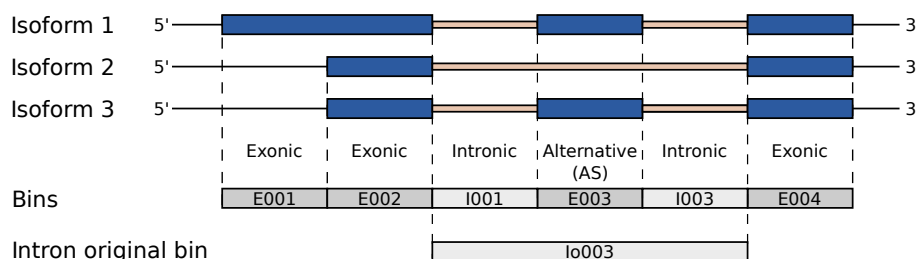 Isoform 1 5' 3
Isoform 2 5' 3
Isoform 3 5' 3
Exonic Exonic Intronic Alternative Intronic Exonic
(AS)
Bins E001 E002 I001 E003 I003 E004
Intron original bin Io003